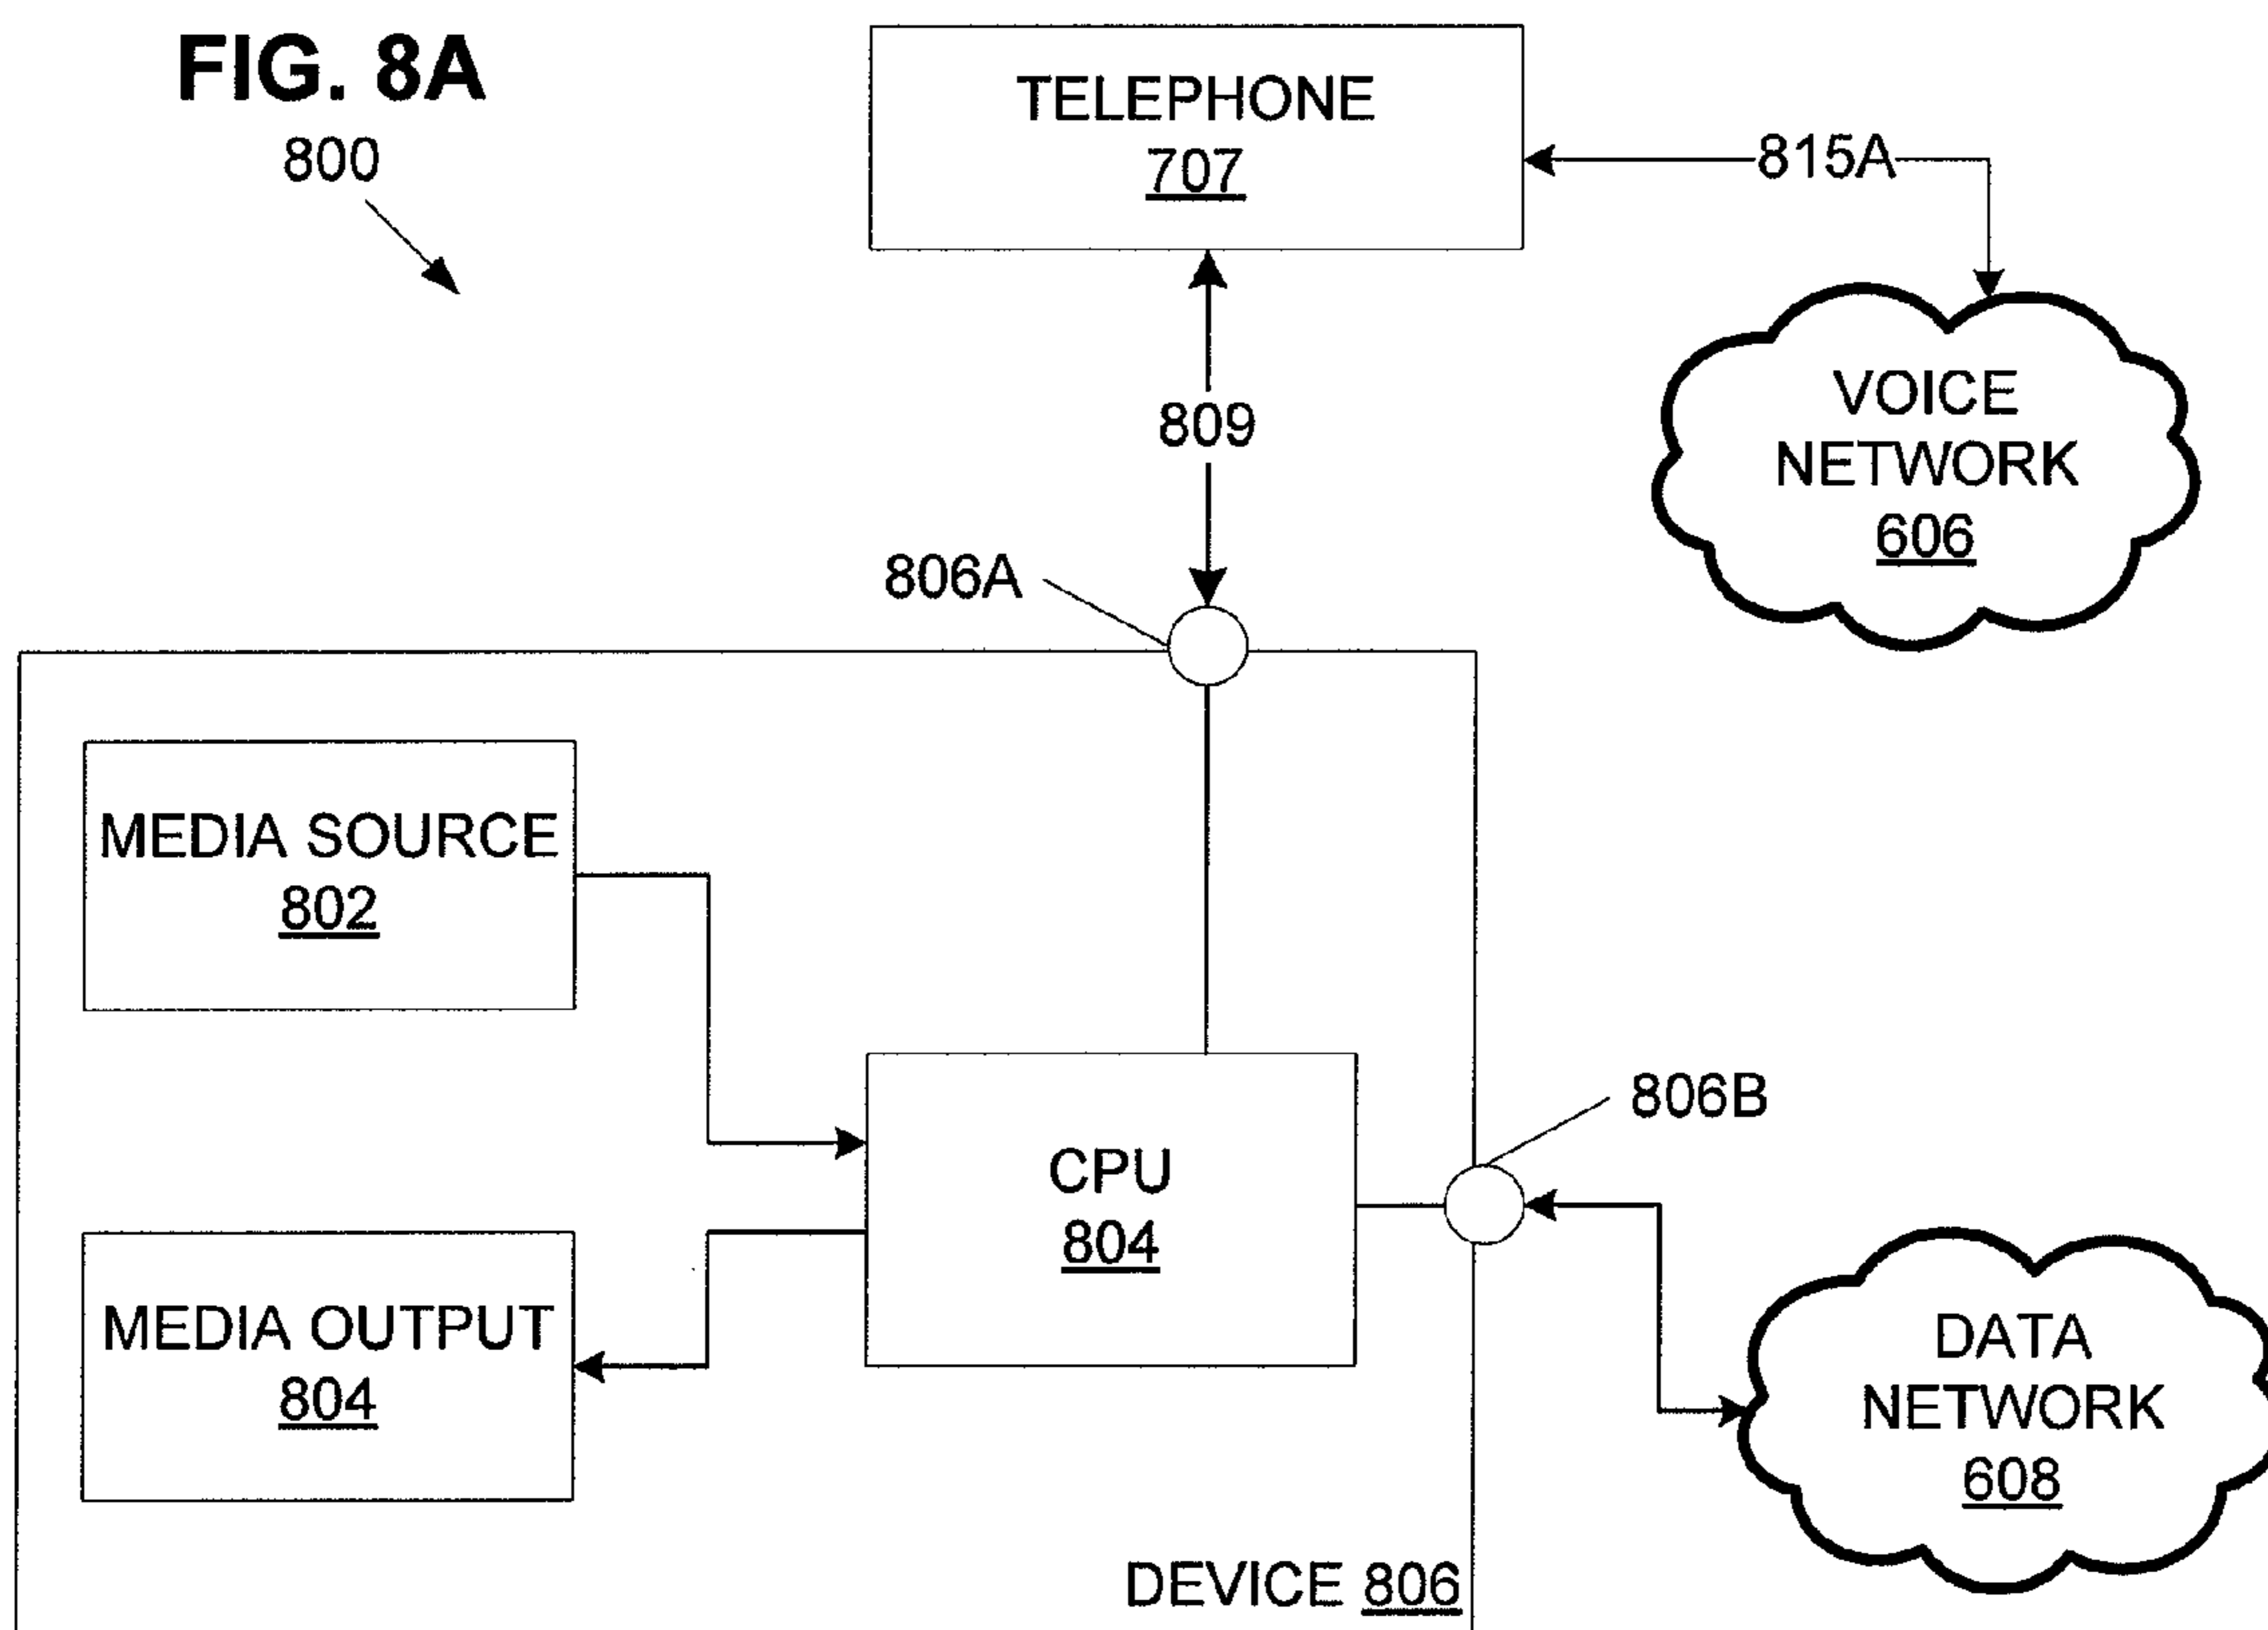 FIG. 8A
800
TELEPHONE
707
815A
VOICE
NETWORK
606
809
806A
MEDIA SOURCE
802
CPU
804
806B
MEDIA OUTPUT
804
DATA
NETWORK
608
DEVICE 806